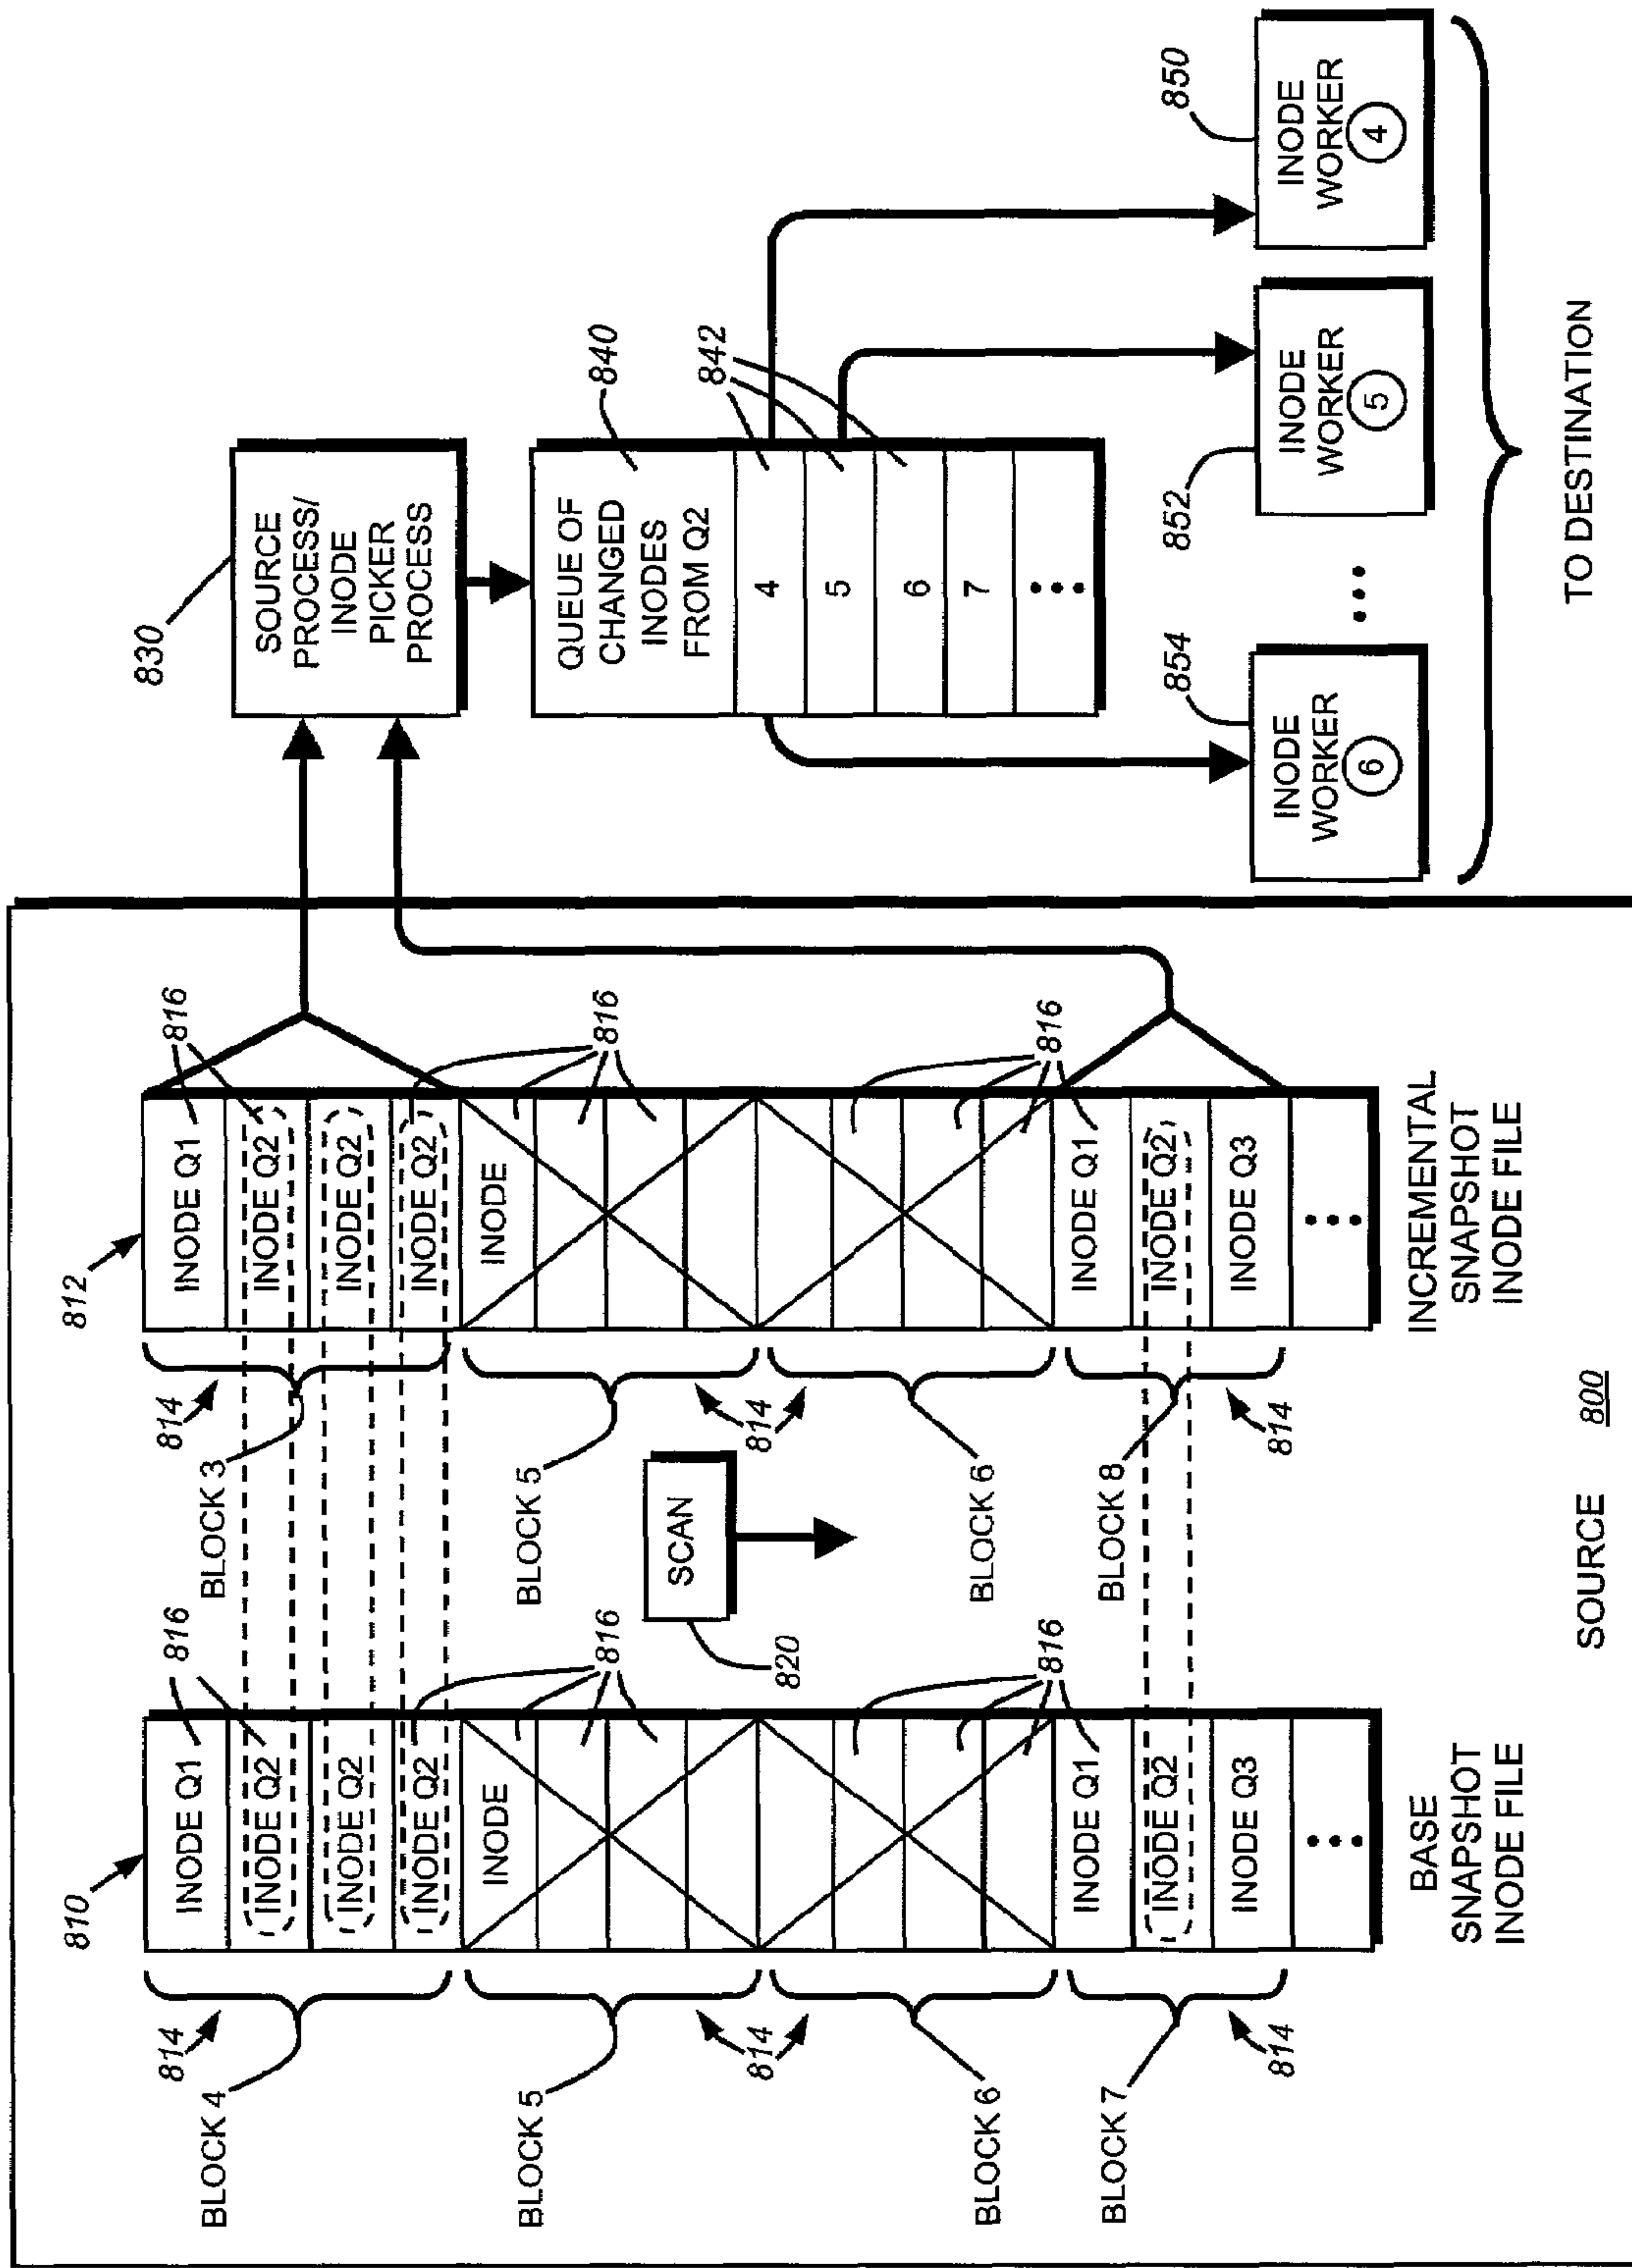 810
816
INODE Q1
INODE Q2
INODE Q2
INODE Q2
INODE
816
816
INODE Q1
INODE Q2
INODE Q3
814
BLOCK 4
BLOCK 5
814
BLOCK 6
BLOCK 7
814
BASE
SNAPSHOT
INODE FILE
SCAN
820
812
816
INODE Q1
INODE Q2
INODE Q2
INODE Q2
INODE
816
816
INODE Q1
INODE Q2
INODE Q3
814
BLOCK 3
BLOCK 5
814
BLOCK 6
BLOCK 8
814
INCREMENTAL
SNAPSHOT
INODE FILE
SOURCE 800
830
SOURCE
PROCESS/
INODE
PICKER
PROCESS
840
QUEUE OF
CHANGED
INODES
FROM Q2
842
4
5
6
7
854
INODE
WORKER
6
852
INODE
WORKER
5
850
INODE
WORKER
4
TO DESTINATION